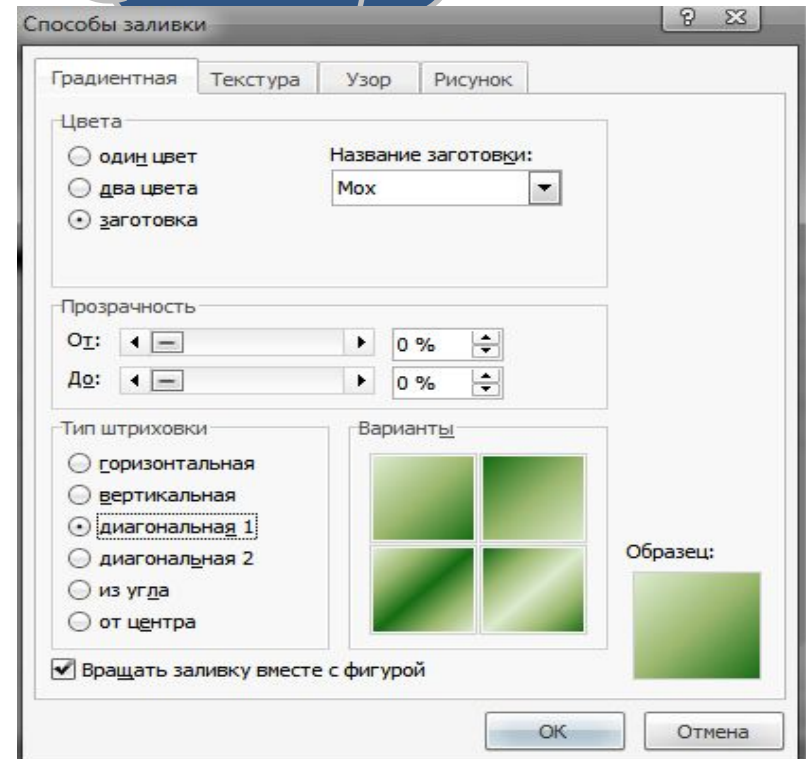 Способы заливки
Градиентная Текстура Узор Рисунок
Цвета
один цвет
два цвета
заготовка
Название заготовки:
Мох
Прозрачность
От: 0 %
До: 0 %
Тип штриховки
горизонтальная
вертикальная
диагональная 1
диагональная 2
из угла
от центра
Варианты
Образец:
Вращать заливку вместе с фигурой
ОК Отмена